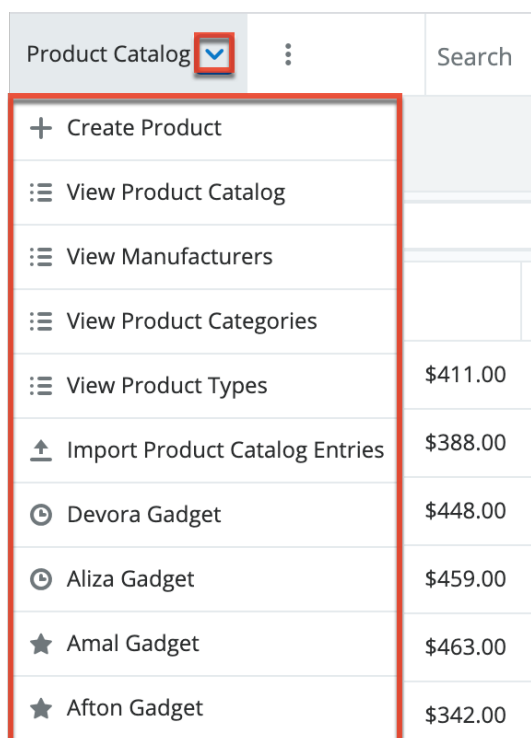 Product Catalog
Search
Create Product
View Product Catalog
View Manufacturers
View Product Categories
View Product Types
Import Product Catalog Entries
Devora Gadget
Aliza Gadget
Amal Gadget
Afton Gadget
$411.00
$388.00
$448.00
$459.00
$463.00
$342.00